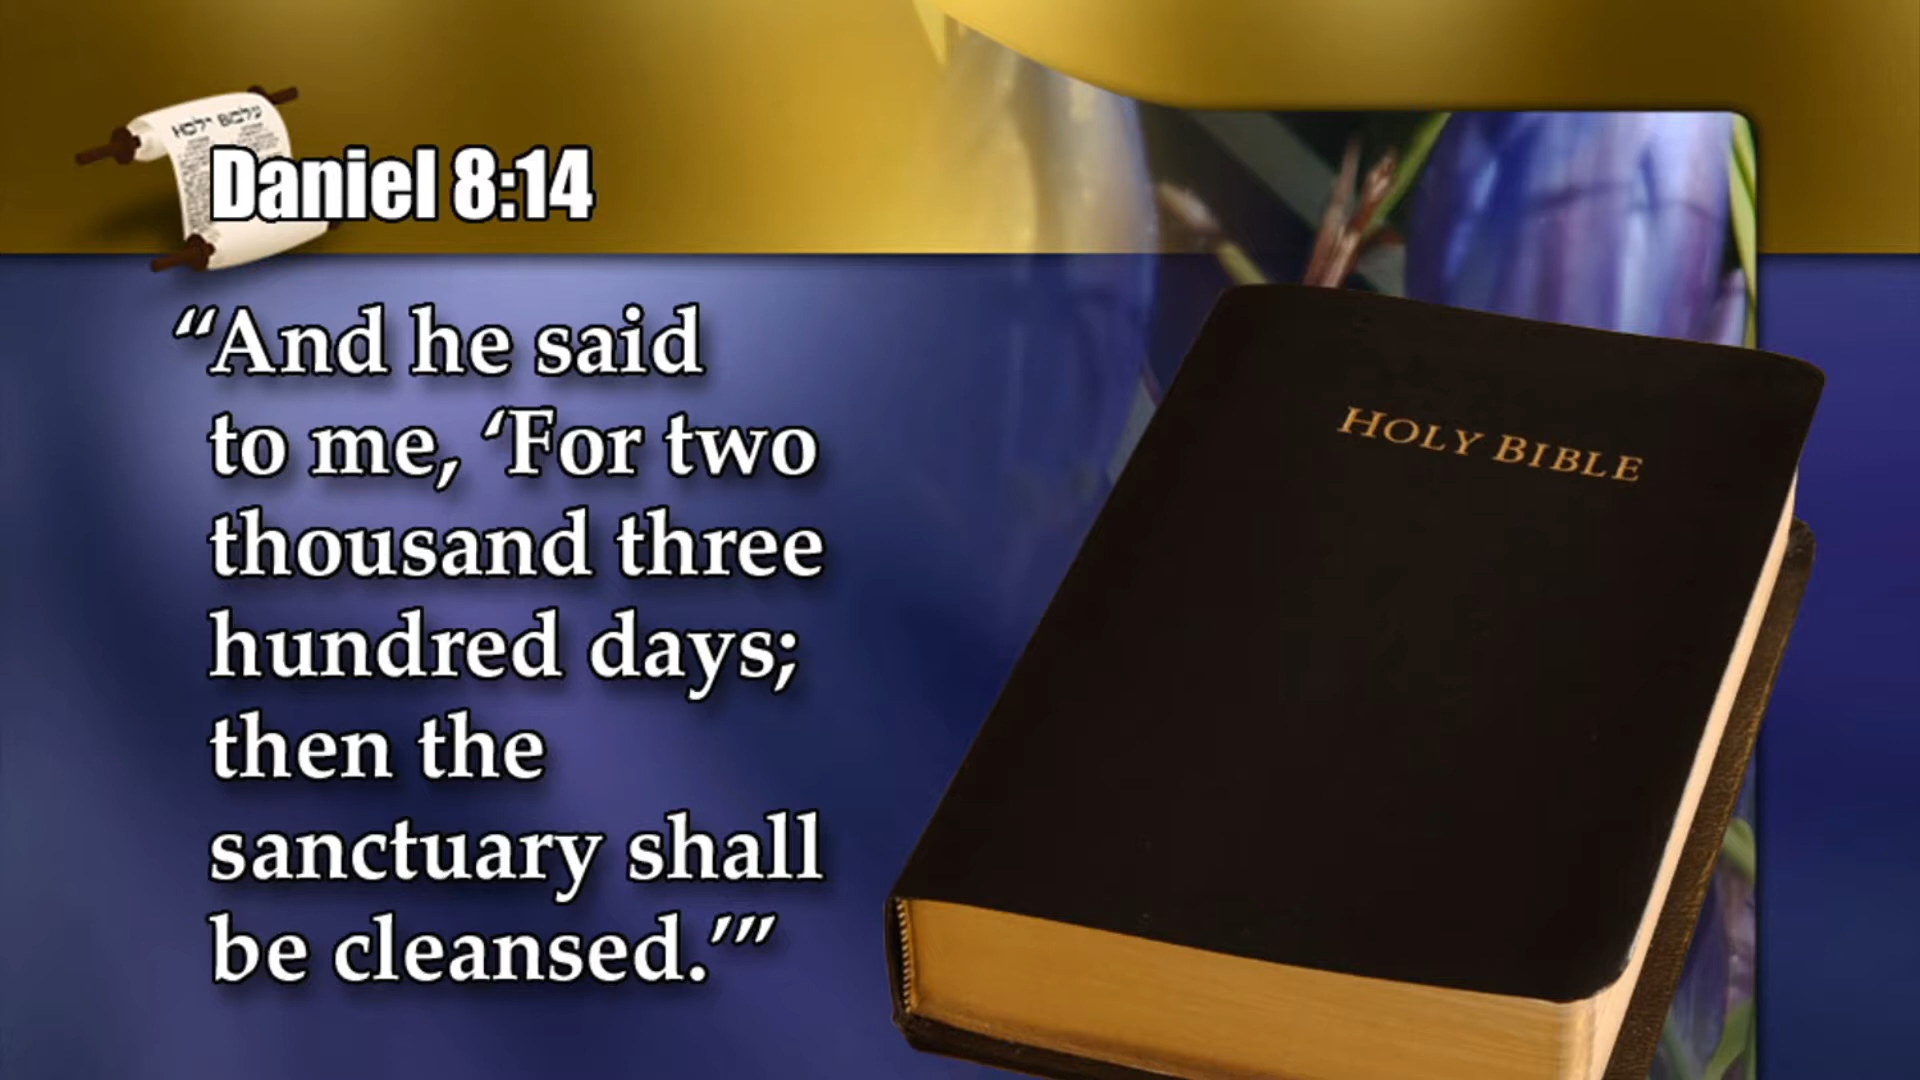 Daniel 8:14
“And he said
to me, ‘For two
thousand three
hundred days;
then the
sanctuary shall
be cleansed.’”
HOLY BIBLE